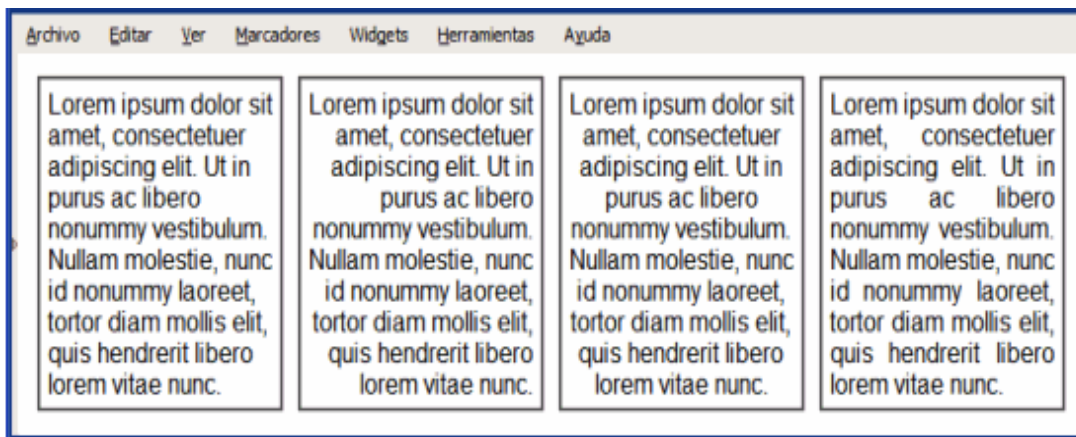 Archivo Editar Ver Marcadores Widgets Herramientas Ayuda
Lorem ipsum dolor sit
amet, consectetuer
adipiscing elit. Ut in
purus ac libero
nonummy vestibulum.
Nullam molestie, nunc
id nonummy laoreet,
tortor diam mollis elit,
quis hendrerit libero
lorem vitae nunc.
Lorem ipsum dolor sit
amet, consectetuer
adipiscing elit. Ut in
purus ac libero
nonummy vestibulum.
Nullam molestie, nunc
id nonummy laoreet,
tortor diam mollis elit,
quis hendrerit libero
lorem vitae nunc.
Lorem ipsum dolor sit
amet, consectetuer
adipiscing elit. Ut in
purus ac libero
nonummy vestibulum.
Nullam molestie, nunc
id nonummy laoreet,
tortor diam mollis elit,
quis hendrerit libero
lorem vitae nunc.
Lorem ipsum dolor sit
amet, consectetuer
adipiscing elit. Ut in
purus ac libero
nonummy vestibulum.
Nullam molestie, nunc
id nonummy laoreet,
tortor diam mollis elit,
quis hendrerit libero
lorem vitae nunc.